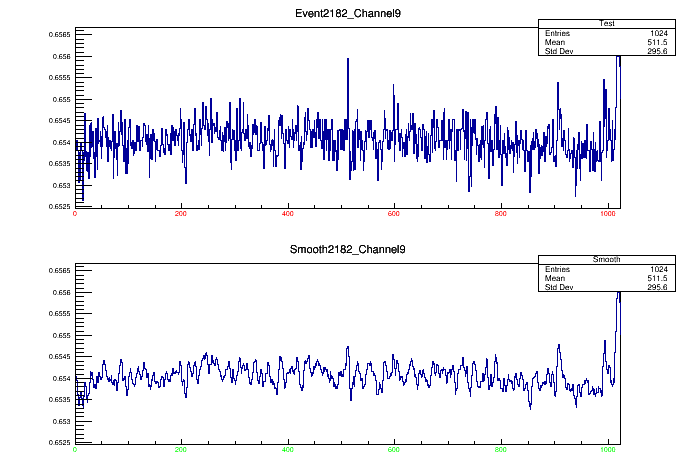 Event2182_Channel9
Test
Entries 1024
Mean 511.5
Std Dev 295.6
0.6565
0.656
0.6555
0.655
0.6545
0.654
0.6535
0.653
0.6525
0 200 400 600 800 1000
Smooth2182_Channel9
Smooth
Entries 1024
Mean 511.5
Std Dev 295.6
0.6565
0.656
0.6555
0.655
0.6545
0.654
0.6535
0.653
0.6525
0 200 400 600 800 1000